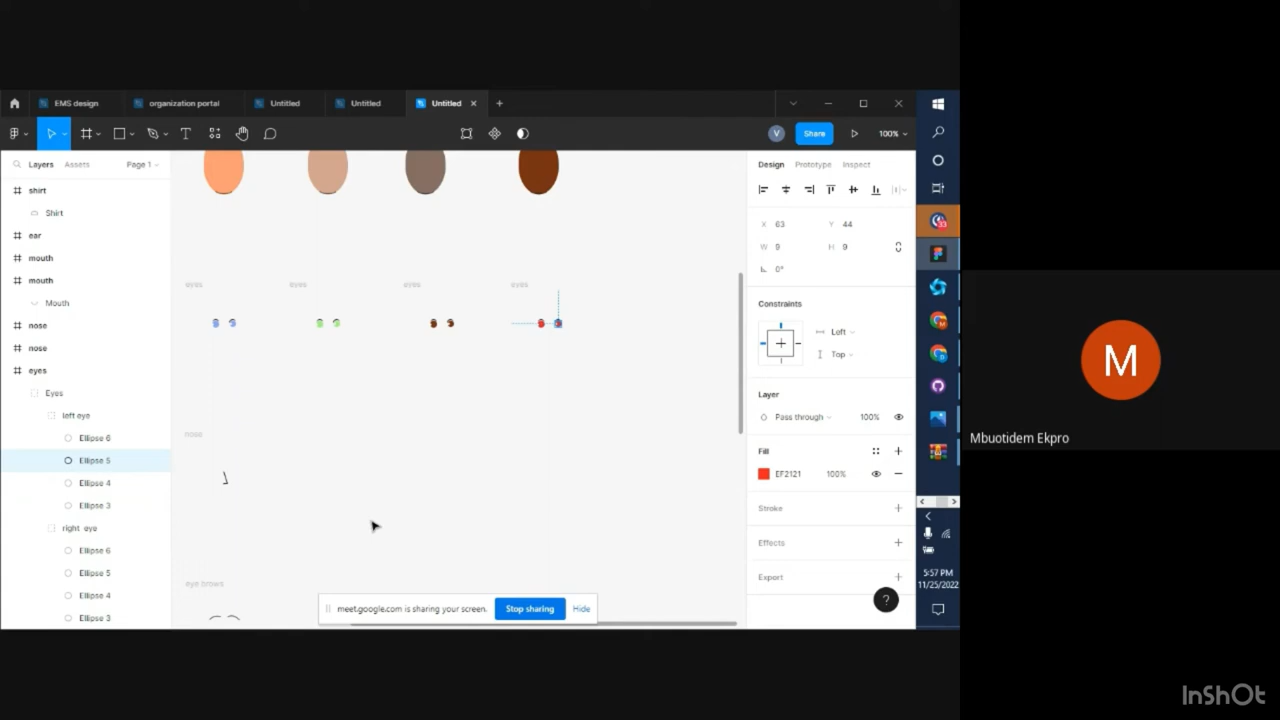 EMS design
organization portal
Untitled
Untitled
Untitled
Share
100%
V
Layers
Assets
Page 1
Design
Prototype
Inspect
shirt
Shirt
ear
mouth
mouth
Mouth
nose
nose
eyes
Eyes
left eye
Ellipse 6
Ellipse 5
Ellipse 4
Ellipse 3
right eye
Ellipse 6
Ellipse 5
Ellipse 4
Ellipse 3
eyes
eyes
eyes
eyes
nose
eye brows
X 63
Y 44
W 9
H 9
0°
Constraints
Left
Top
Layer
Pass through
100%
Fill
EF2121
100%
Stroke
Effects
Export
?
meet.google.com is sharing your screen.
Stop sharing
Hide
5:57 PM
11/25/2022
M
Mbuotidem Ekpro
InShOt